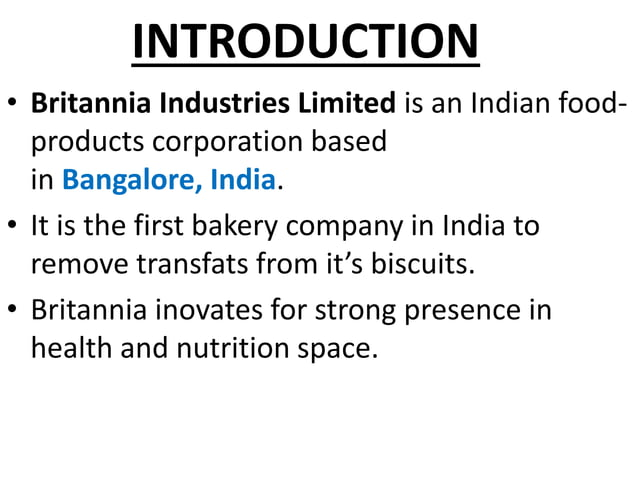 INTRODUCTION
• Britannia Industries Limited is an Indian food-
products corporation based
in Bangalore, India.
• It is the first bakery company in India to
remove transfats from it’s biscuits.
• Britannia inovates for strong presence in
health and nutrition space.